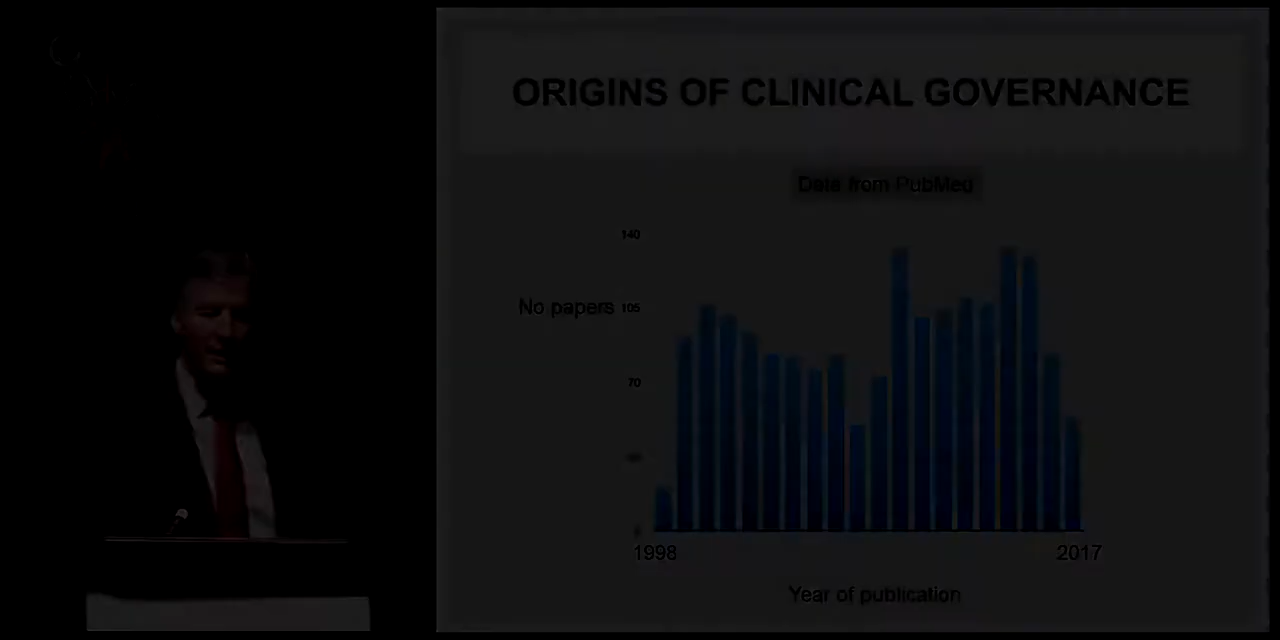 ORIGINS OF CLINICAL GOVERNANCE
Data from PubMed
140
No papers 105
70
1998 2017
Year of publication